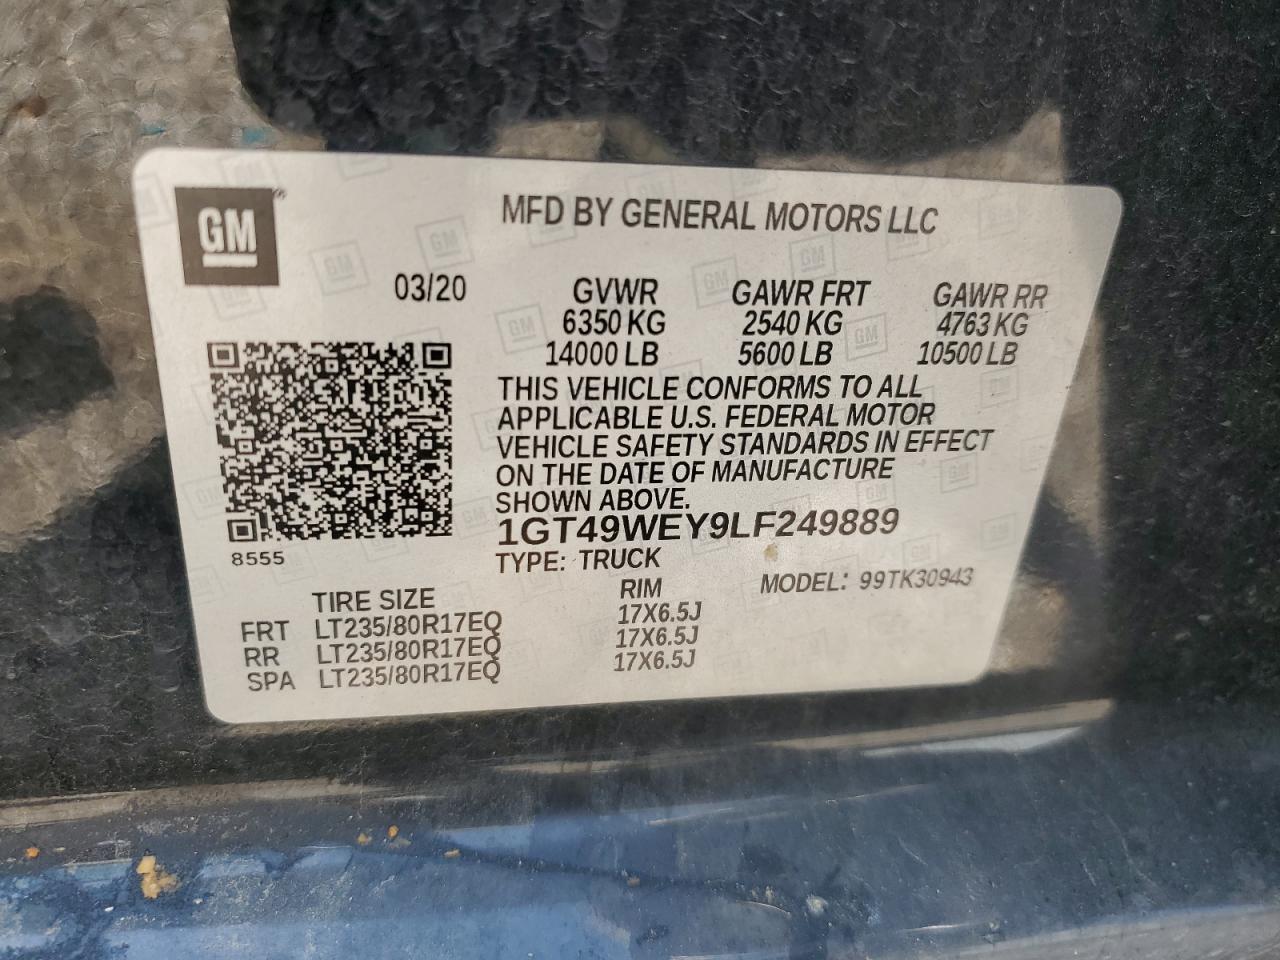 GM
MFD BY GENERAL MOTORS LLC
03/20 GVWR GAWR FRT GAWR RR
6350 KG 2540 KG 4763 KG
14000 LB 5600 LB 10500 LB
THIS VEHICLE CONFORMS TO ALL
APPLICABLE U.S. FEDERAL MOTOR
VEHICLE SAFETY STANDARDS IN EFFECT
ON THE DATE OF MANUFACTURE
SHOWN ABOVE.
1GT49WEY9LF249889
8555
TYPE: TRUCK
MODEL: 99TK30943
TIRE SIZE RIM
FRT LT235/80R17EQ 17X6.5J
RR LT235/80R17EQ 17X6.5J
SPA LT235/80R17EQ 17X6.5J